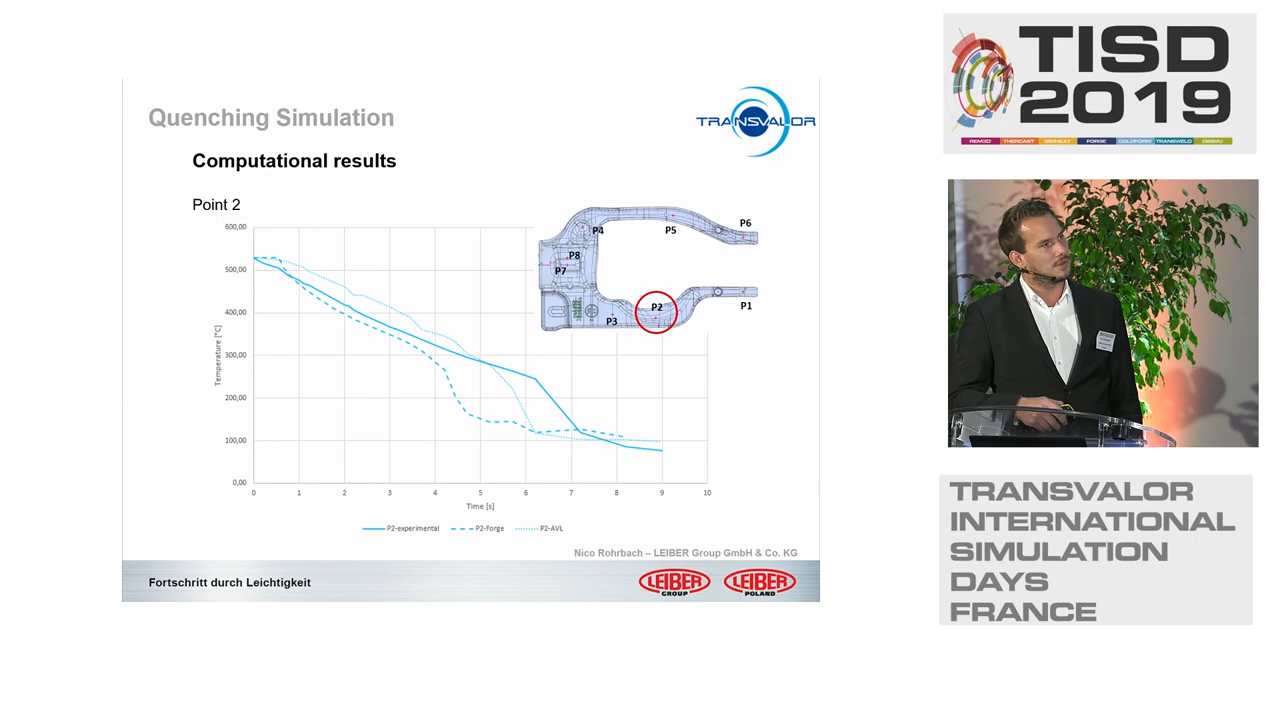 Quenching Simulation
TRANSVALOR
Computational results
Point 2
600,00
500,00
400,00
300,00
200,00
100,00
0,00
Temperature [°C]
0 1 2 3 4 5 6 7 8 9 10
Time [s]
P2-experimental P2-Forge P2-AVL
P6
P4
P5
P8
P7
P2
P1
P3
Nico Rohrbach – LEIBER Group GmbH & Co. KG
Fortschritt durch Leichtigkeit
LEIBER
GROUP
LEIBER
POLAND
TISD
2019
REM3D THERCAST SIMHEAT FORGE COLDFORM TRANSWELD DIGIMU
TRANSVALOR
INTERNATIONAL
SIMULATION
DAYS
FRANCE